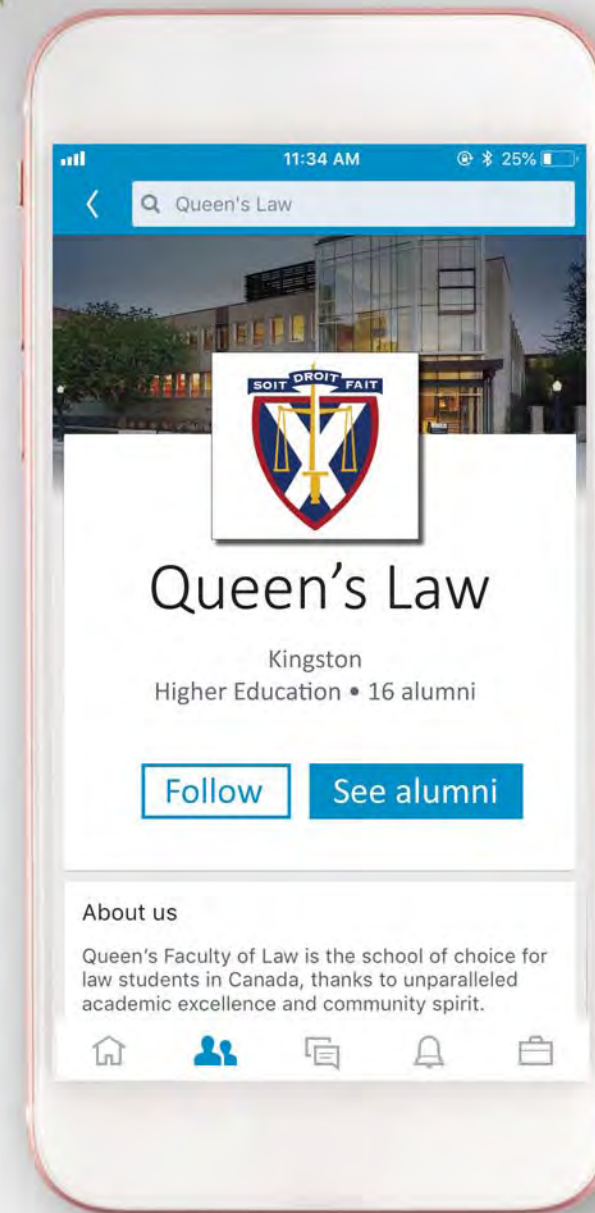 11:34 AM 25%
Queen's Law
SOIT DROIT FAIT
Queen's Law
Kingston
Higher Education • 16 alumni
Follow See alumni
About us
Queen's Faculty of Law is the school of choice for
law students in Canada, thanks to unparalleled
academic excellence and community spirit.